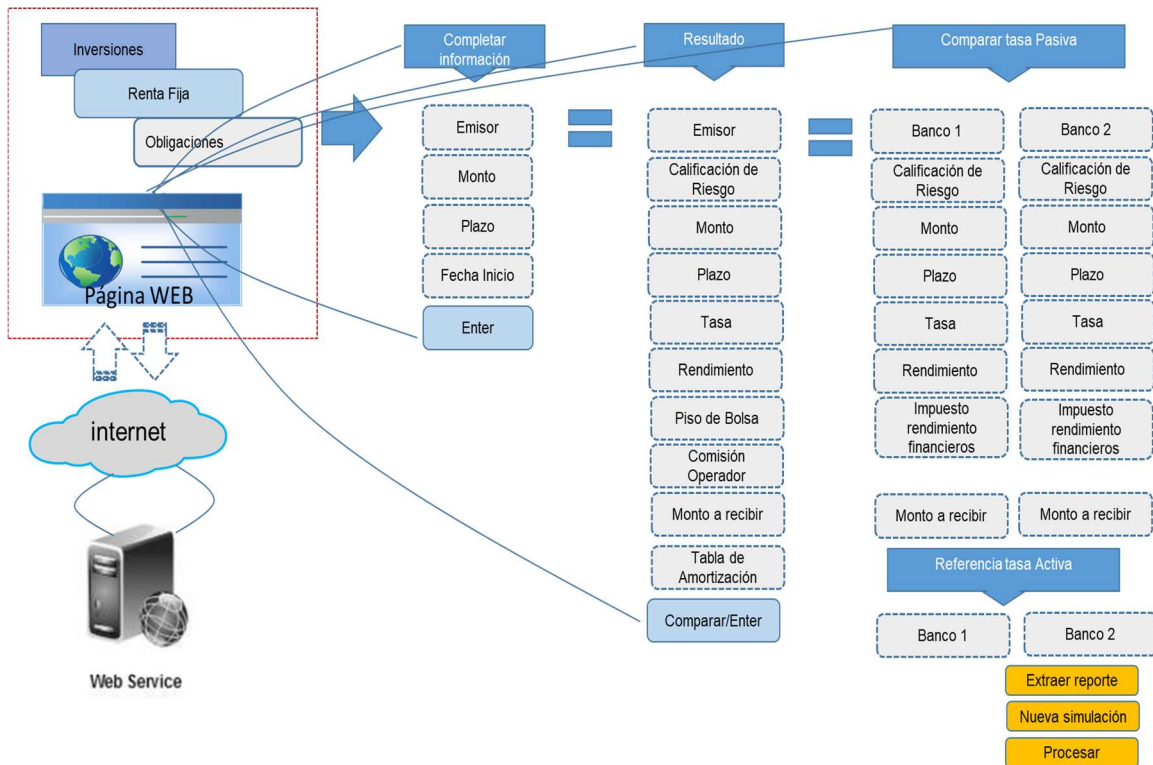 Inversiones
Renta Fija
Obligaciones
Página WEB
internet
Web Service
Completar
información
Emisor
Monto
Plazo
Fecha Inicio
Enter
Resultado
Emisor
Calificación de
Riesgo
Monto
Plazo
Tasa
Rendimiento
Piso de Bolsa
Comisión
Operador
Monto a recibir
Tabla de
Amortización
Comparar/Enter
Comparar tasa Pasiva
Banco 1
Calificación de
Riesgo
Monto
Plazo
Tasa
Rendimiento
Impuesto
rendimiento
financieros
Monto a recibir
Banco 2
Calificación de
Riesgo
Monto
Plazo
Tasa
Rendimiento
Impuesto
rendimiento
financieros
Monto a recibir
Referencia tasa Activa
Banco 1
Banco 2
Extraer reporte
Nueva simulación
Procesar